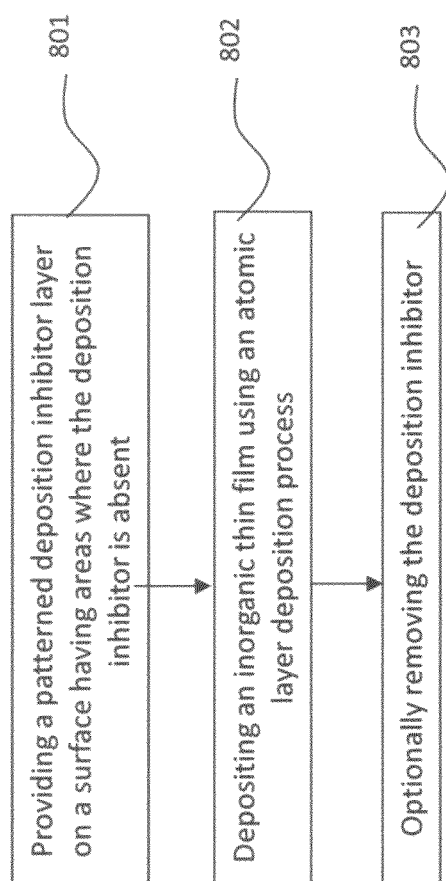 Providing a patterned deposition inhibitor layer
on a surface having areas where the deposition
inhibitor is absent
801
Depositing an inorganic thin film using an atomic
layer deposition process
802
Optionally removing the deposition inhibitor
803